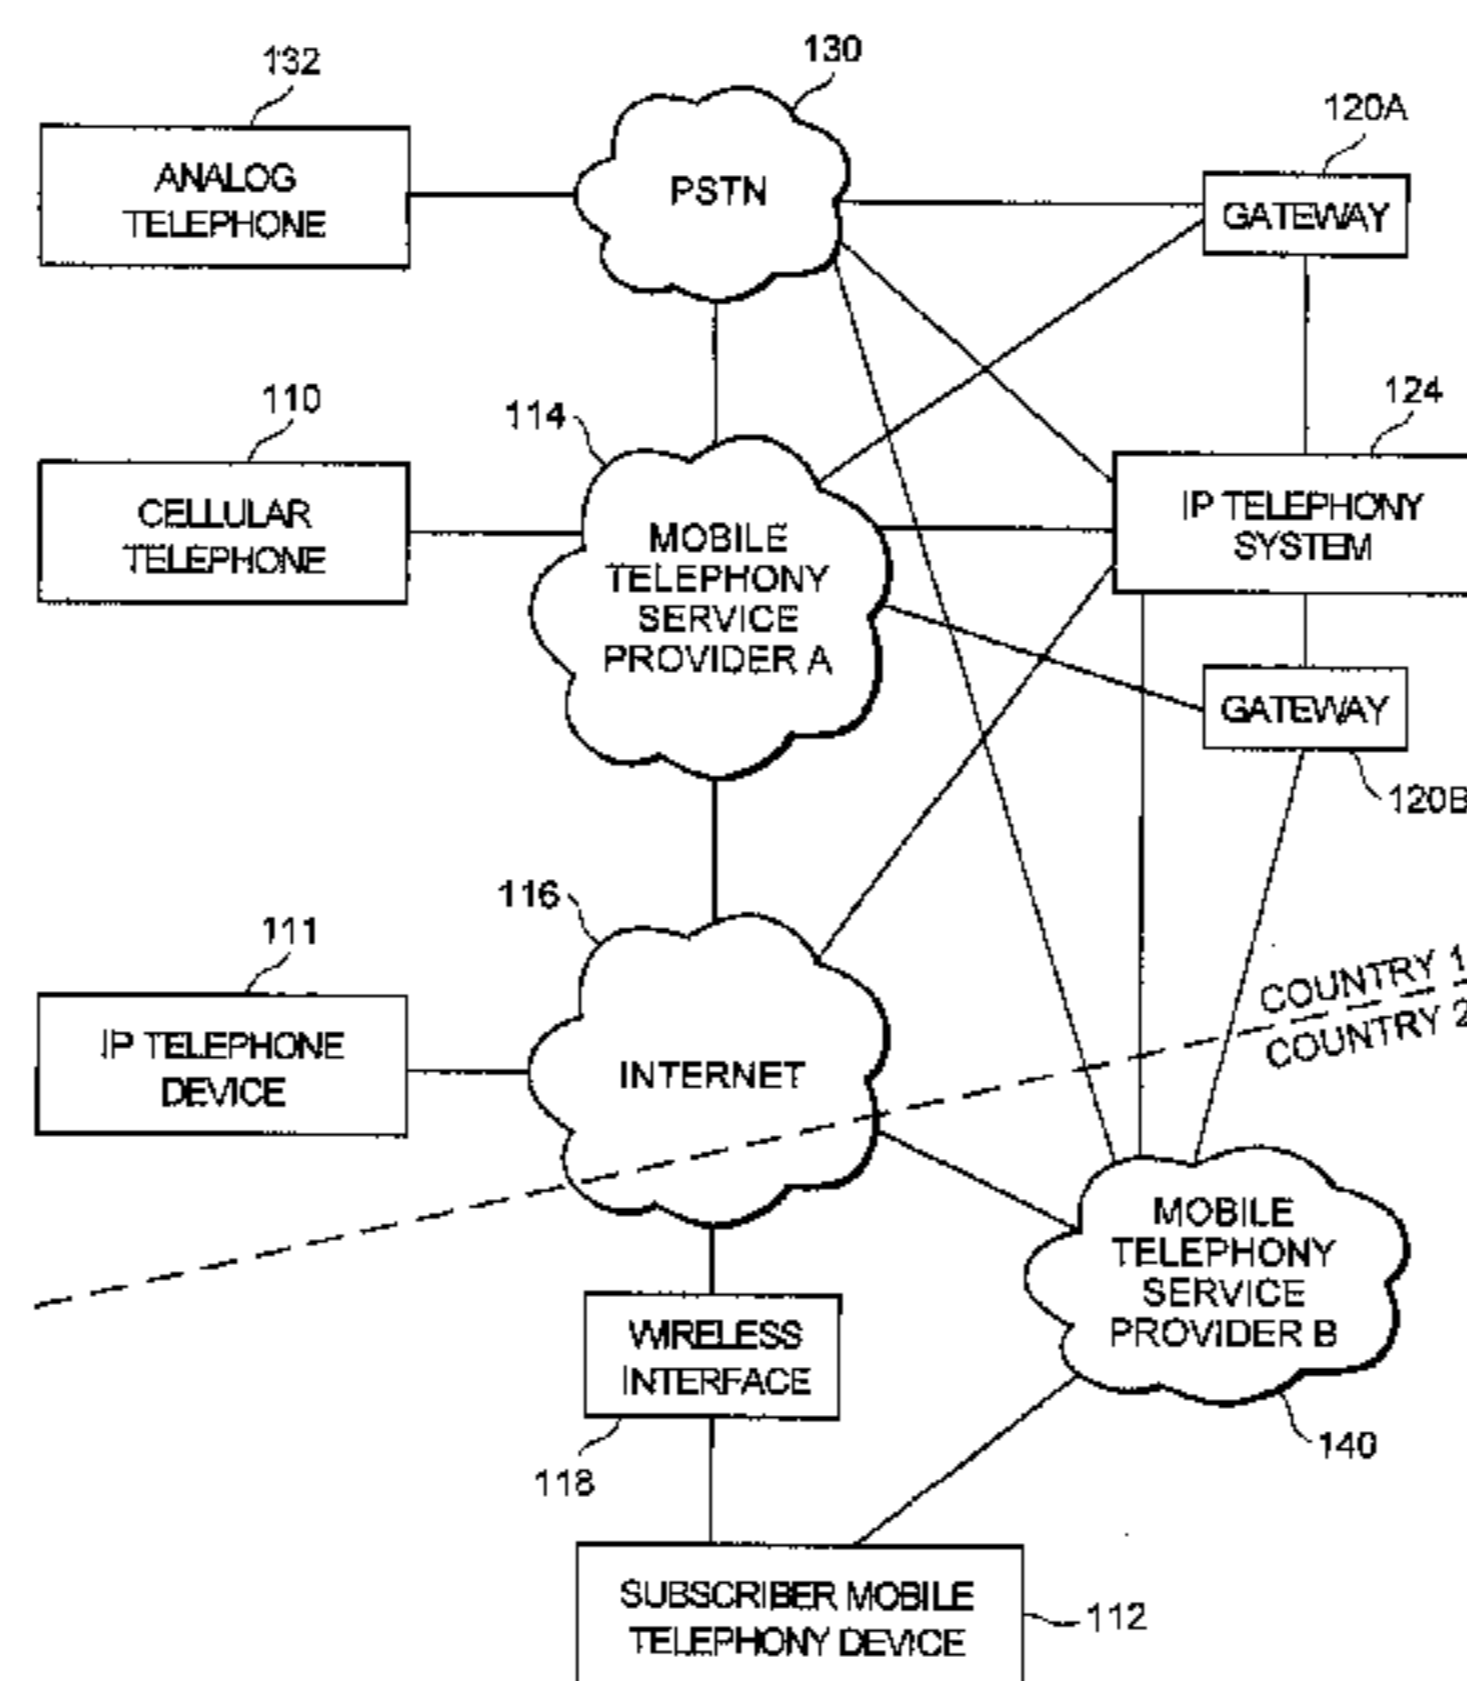 132
130
120A
ANALOG
TELEPHONE
PSTN
GATEWAY
110
114
124
CELLULAR
TELEPHONE
MOBILE
TELEPHONY
SERVICE
PROVIDER A
IP TELEPHONY
SYSTEM
GATEWAY
120B
116
111
IP TELEPHONE
DEVICE
INTERNET
COUNTRY 1
COUNTRY 2
MOBILE
TELEPHONY
SERVICE
PROVIDER B
WIRELESS
INTERFACE
140
118
SUBSCRIBER MOBILE
TELEPHONY DEVICE
112